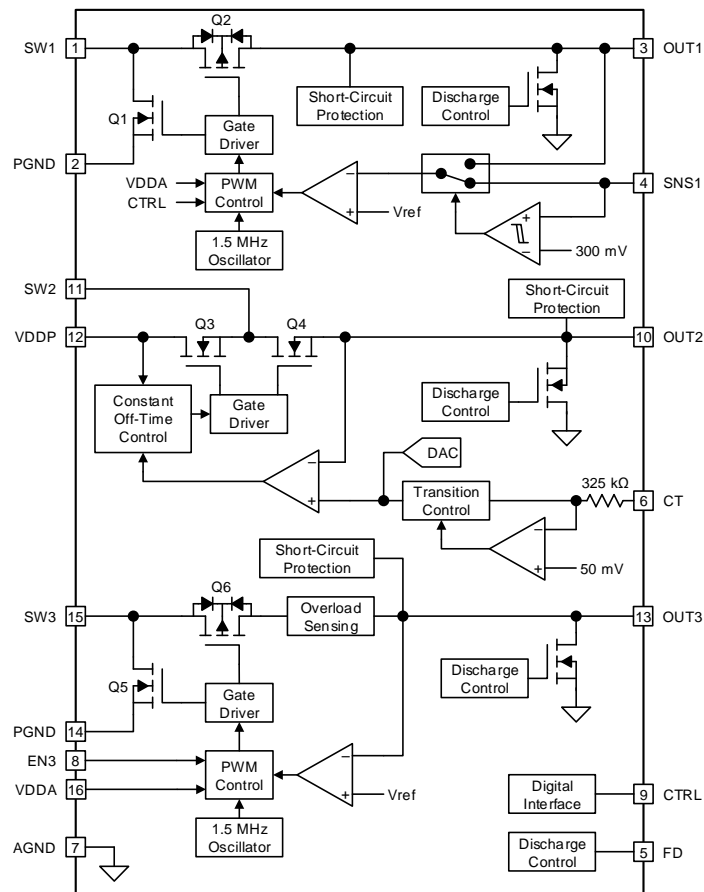 Q2
SW1 1
3 OUT1
Short-Circuit
Protection
Discharge
Control
Q1
Gate
Driver
PGND 2
VDDA
CTRL
PWM
Control
−
+
Vref
4 SNS1
+
−
300 mV
1.5 MHz
Oscillator
SW2 11
Short-Circuit
Protection
Q3
Q4
VDDP 12
10 OUT2
Constant
Off-Time
Control
Gate
Driver
Discharge
Control
DAC
−
+
Transition
Control
325 kΩ
6 CT
−
+
50 mV
Short-Circuit
Protection
Q6
SW3 15
Overload
Sensing
13 OUT3
Q5
Gate
Driver
Discharge
Control
PGND 14
EN3 8
VDDA 16
PWM
Control
−
+
Vref
1.5 MHz
Oscillator
Digital
Interface
9 CTRL
AGND 7
Discharge
Control
5 FD